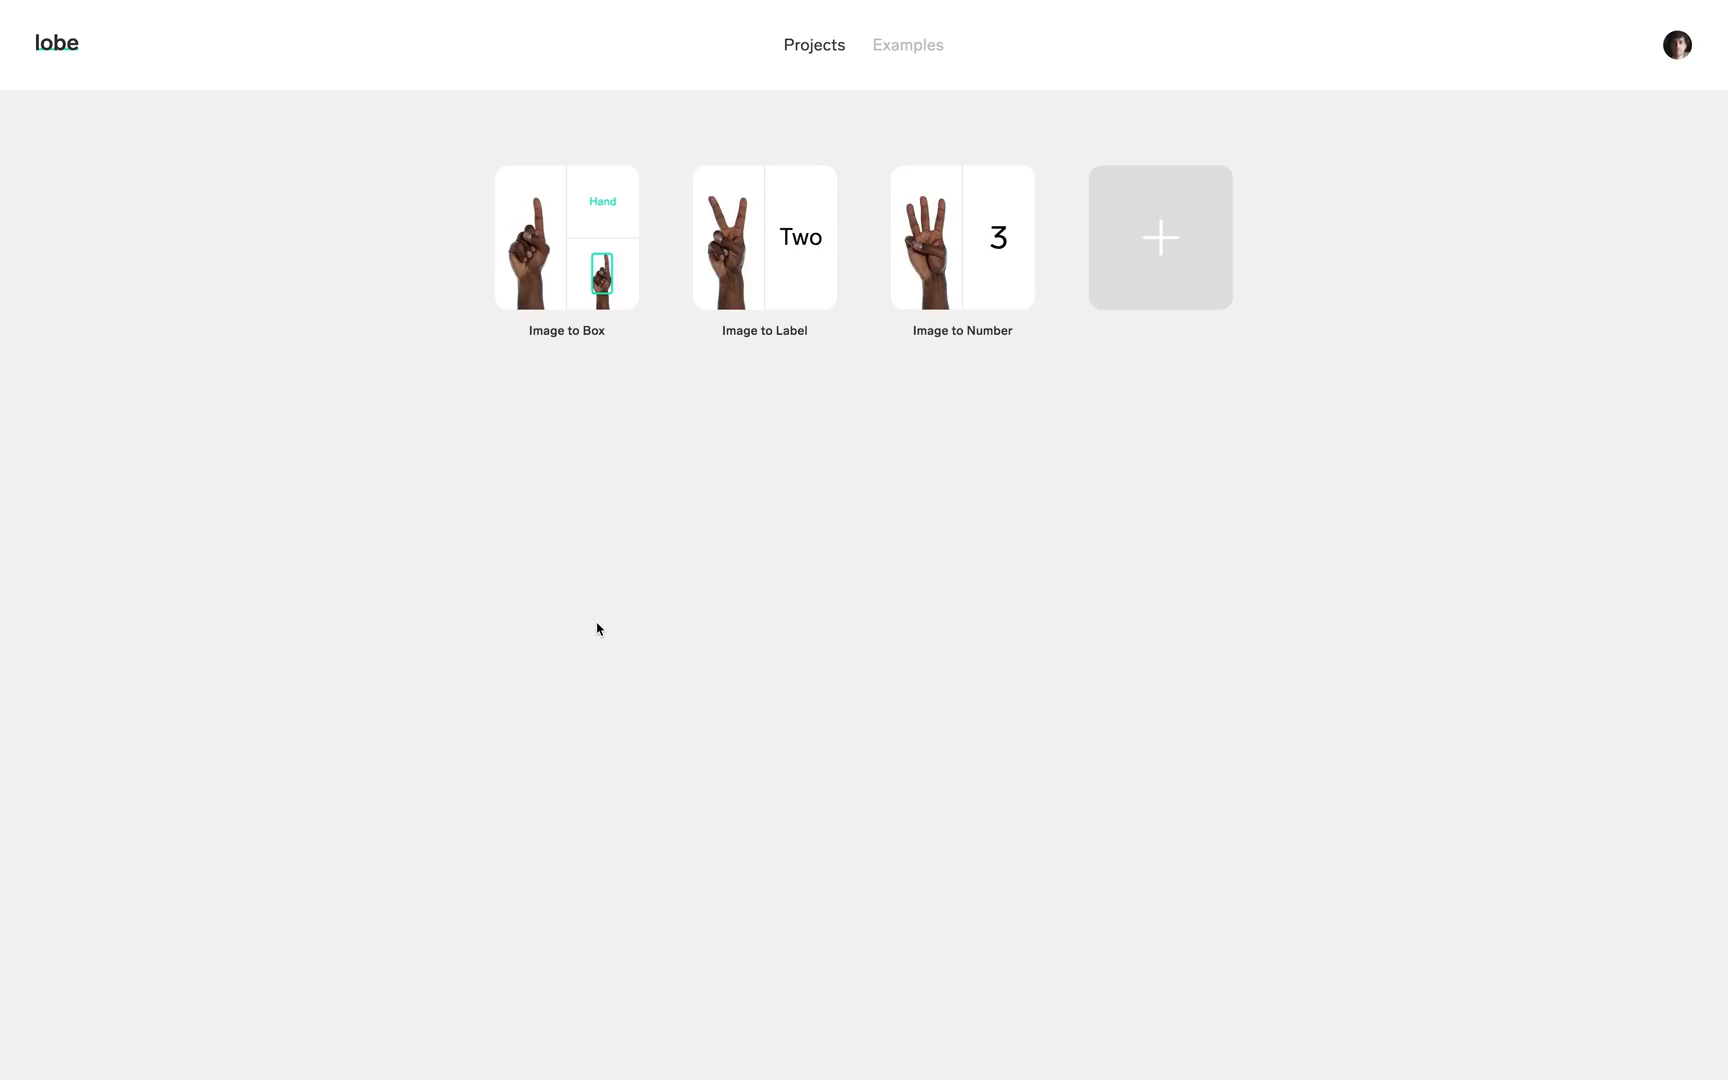 lobe
Projects
Examples
Hand
Two
3
Image to Box
Image to Label
Image to Number